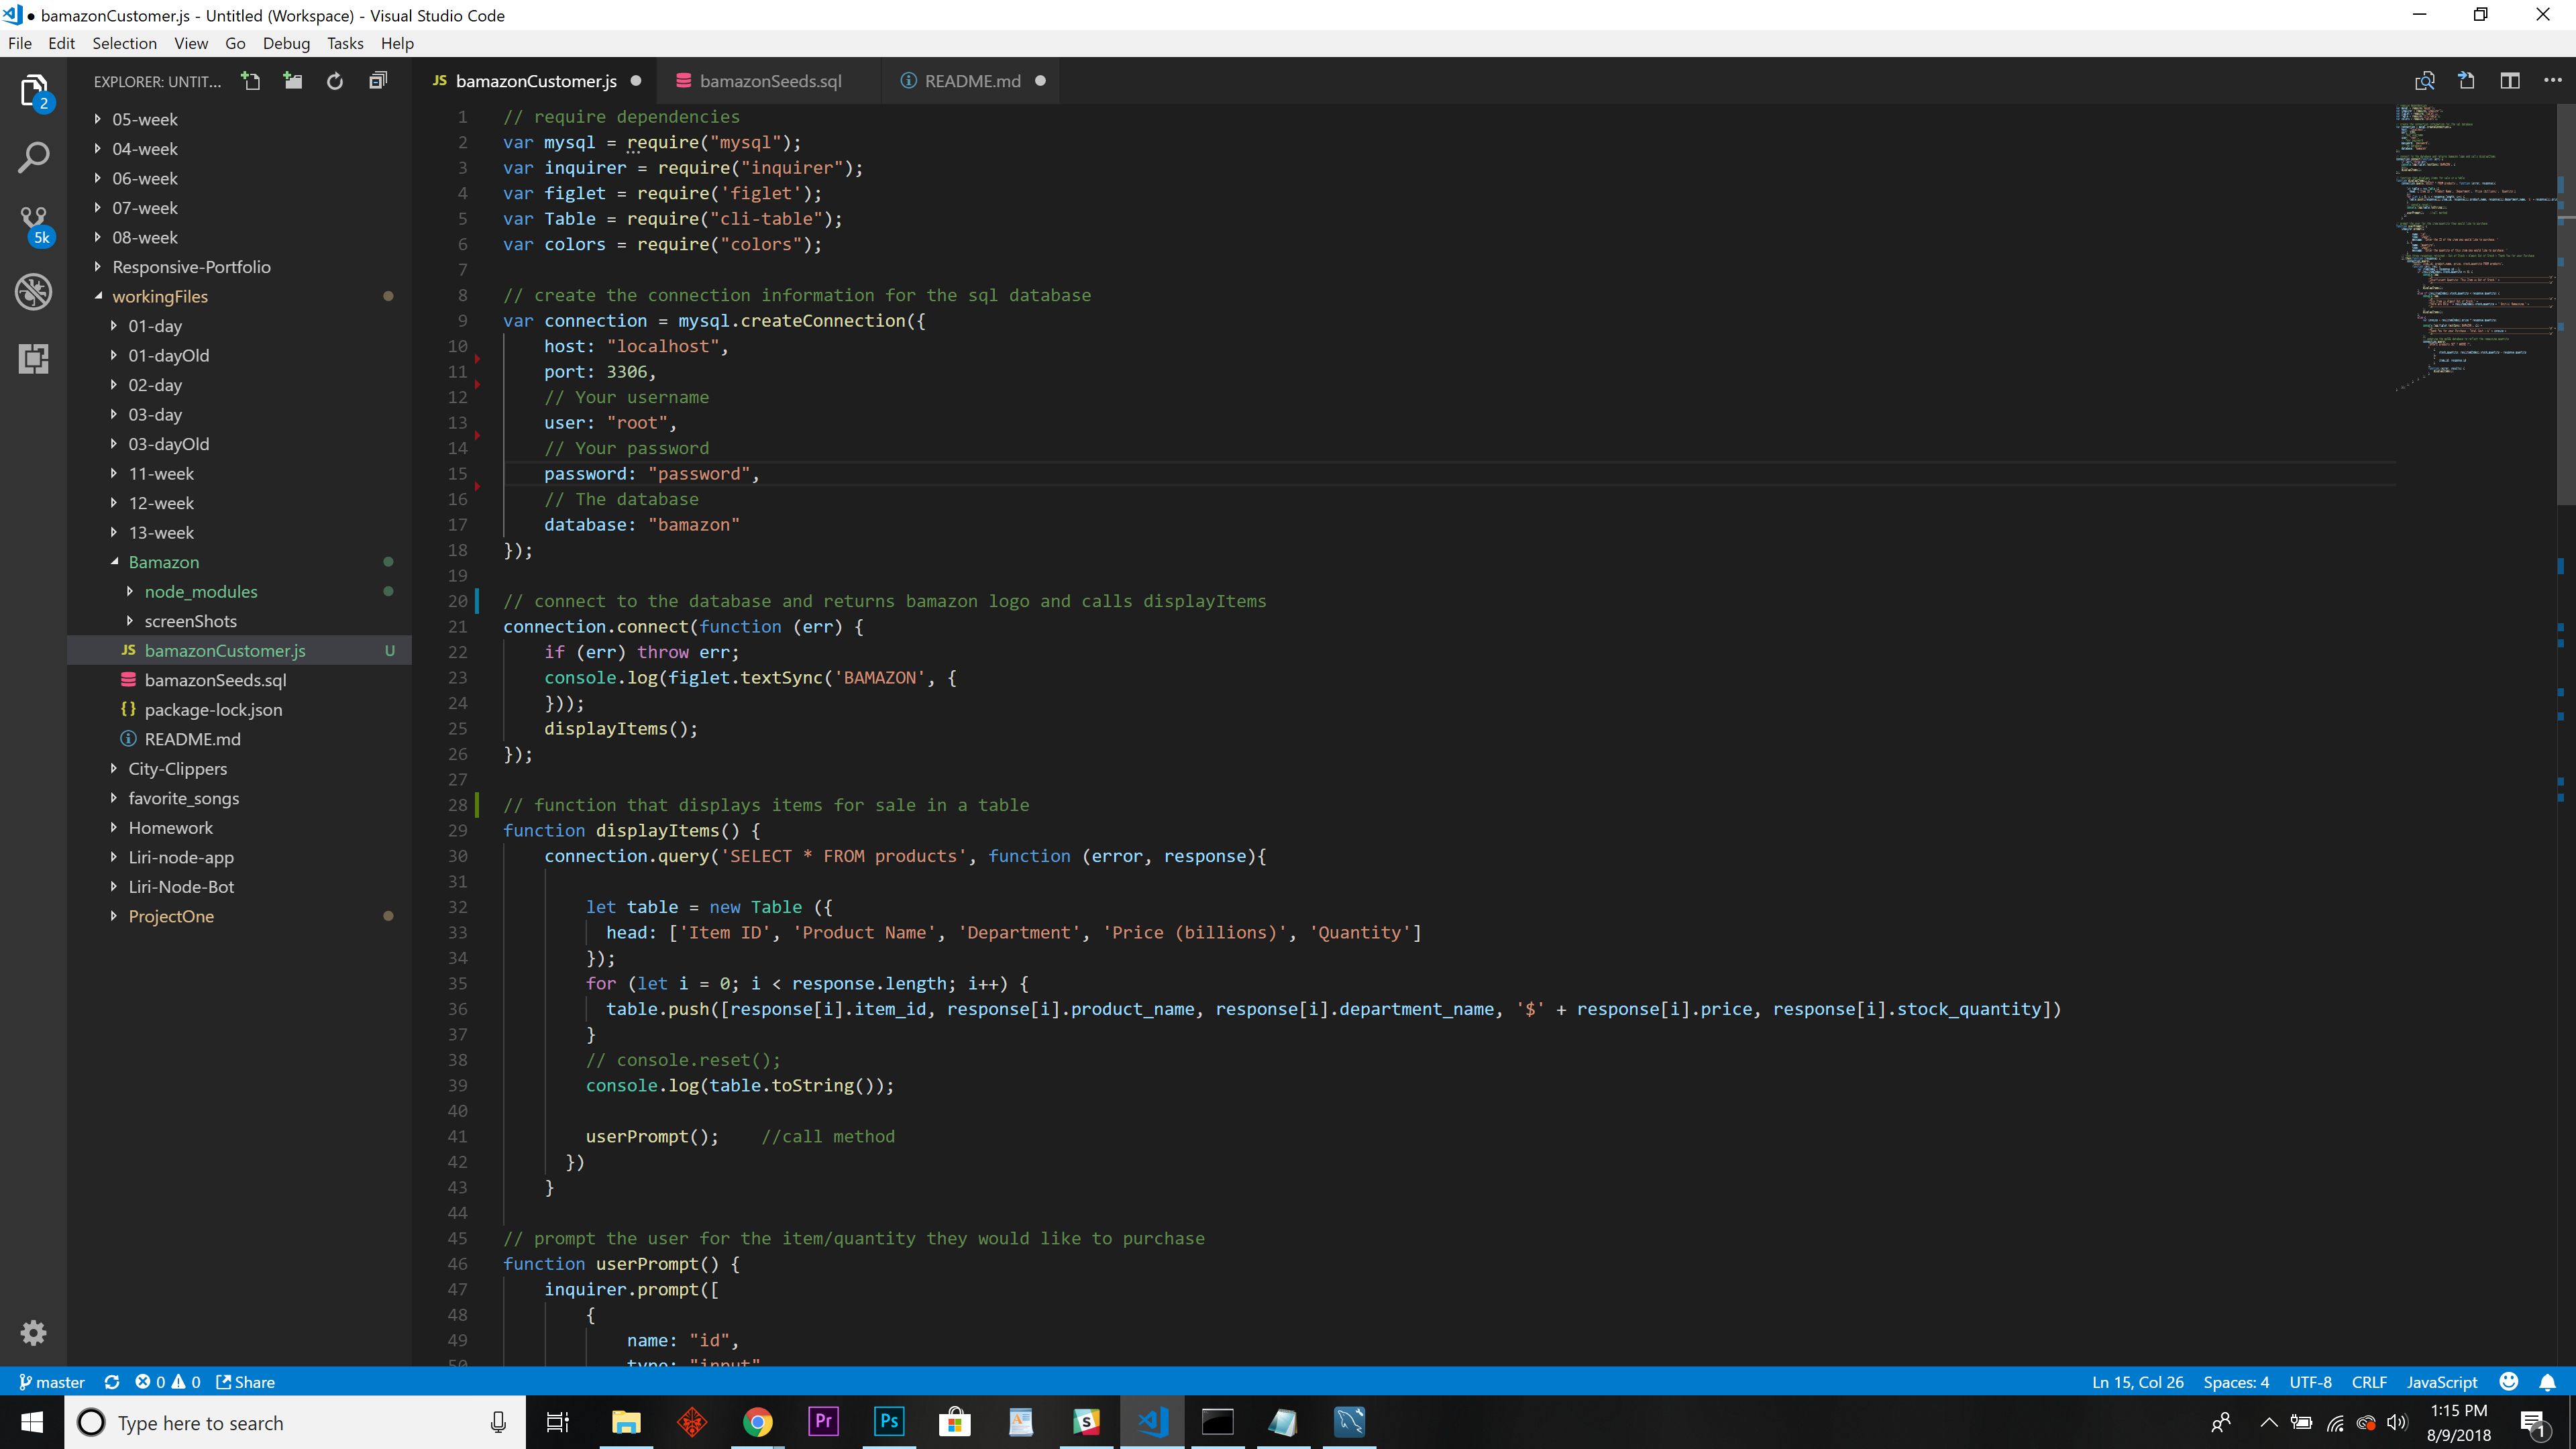 bamazonCustomer.js - Untitled (Workspace) - Visual Studio Code
File Edit Selection View Go Debug Tasks Help
EXPLORER: UNTIT...
2
5k
05-week
04-week
06-week
07-week
08-week
Responsive-Portfolio
workingFiles
01-day
01-dayOld
02-day
03-day
03-dayOld
11-week
12-week
13-week
Bamazon
node_modules
screenShots
JS bamazonCustomer.js U
bamazonSeeds.sql
{} package-lock.json
README.md
City-Clippers
favorite_songs
Homework
Liri-node-app
Liri-Node-Bot
ProjectOne
JS bamazonCustomer.js bamazonSeeds.sql README.md
1 // require dependencies
2 var mysql = require("mysql");
3 var inquirer = require("inquirer");
4 var figlet = require('figlet');
5 var Table = require("cli-table");
6 var colors = require("colors");
7
8 // create the connection information for the sql database
9 var connection = mysql.createConnection({
10 host: "localhost",
11 port: 3306,
12 // Your username
13 user: "root",
14 // Your password
15 password: "password",
16 // The database
17 database: "bamazon"
18 });
19
20 // connect to the database and returns bamazon logo and calls displayItems
21 connection.connect(function (err) {
22 if (err) throw err;
23 console.log(figlet.textSync('BAMAZON', {
24 }));
25 displayItems();
26 });
27
28 // function that displays items for sale in a table
29 function displayItems() {
30 connection.query('SELECT * FROM products', function (error, response){
31
32 let table = new Table ({
33 head: ['Item ID', 'Product Name', 'Department', 'Price (billions)', 'Quantity']
34 });
35 for (let i = 0; i < response.length; i++) {
36 table.push([response[i].item_id, response[i].product_name, response[i].department_name, '$' + response[i].price, response[i].stock_quantity])
37 }
38 // console.reset();
39 console.log(table.toString());
40
41 userPrompt(); //call method
42 })
43 }
44
45 // prompt the user for the item/quantity they would like to purchase
46 function userPrompt() {
47 inquirer.prompt([
48 {
49 name: "id",
50 type: "input"
master 0 0 Share Ln 15, Col 26 Spaces: 4 UTF-8 CRLF JavaScript
Type here to search
Pr
Ps
S
1:15 PM
8/9/2018
1